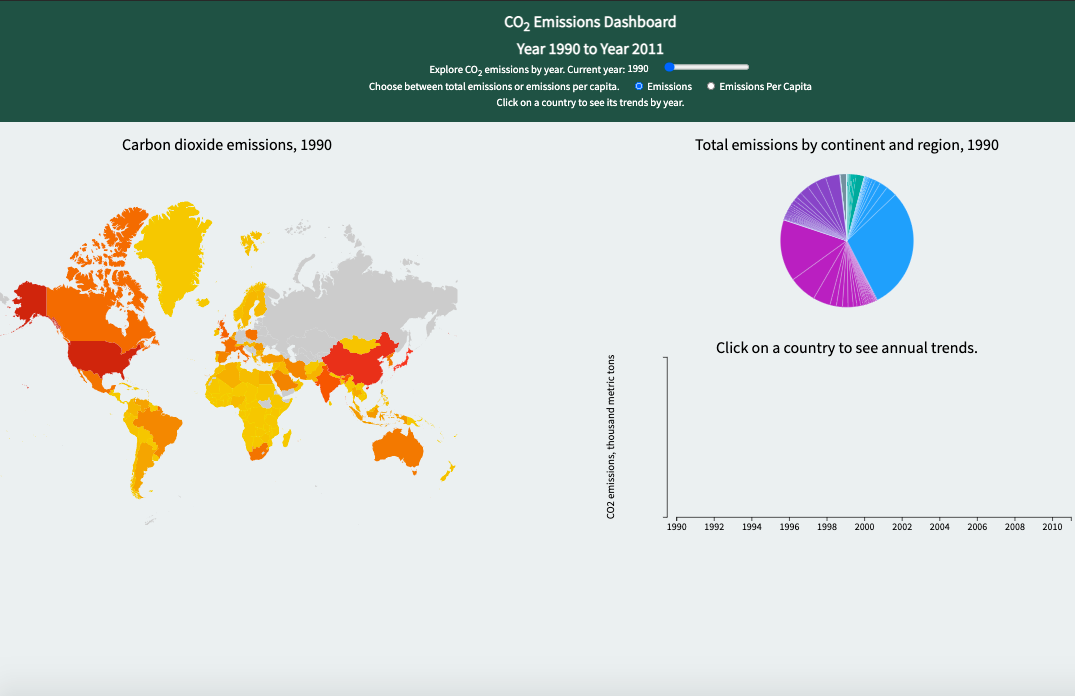 CO2 Emissions Dashboard
Year 1990 to Year 2011
Explore CO2 emissions by year. Current year: 1990
Choose between total emissions or emissions per capita. Emissions Emissions Per Capita
Click on a country to see its trends by year.
Carbon dioxide emissions, 1990
Total emissions by continent and region, 1990
Click on a country to see annual trends.
CO2 emissions, thousand metric tons
1990 1992 1994 1996 1998 2000 2002 2004 2006 2008 2010